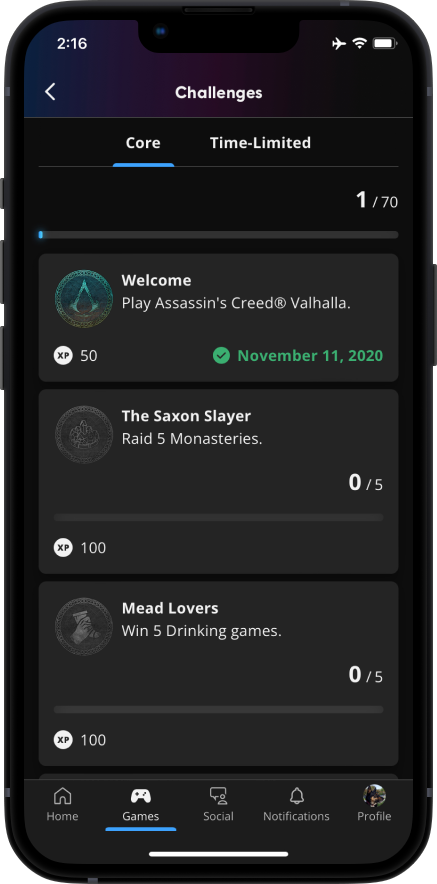 2:16
Challenges
Core Time-Limited
1 / 70
Welcome
Play Assassin's Creed® Valhalla.
XP 50 November 11, 2020
The Saxon Slayer
Raid 5 Monasteries.
0 / 5
XP 100
Mead Lovers
Win 5 Drinking games.
0 / 5
XP 100
Home Games Social Notifications Profile